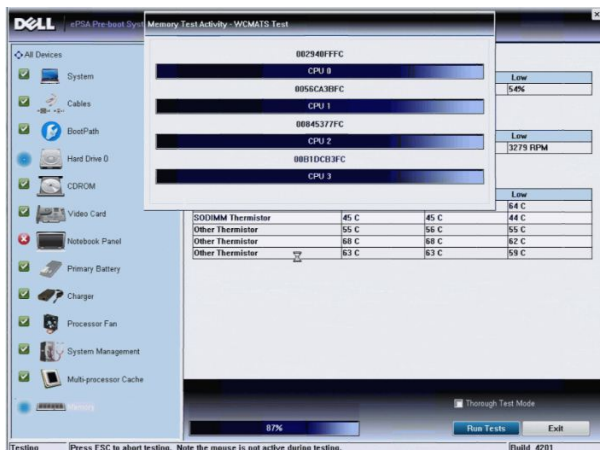 DELL ePSA Pre-boot Syst
Memory Test Activity - WCMATS Test
002940FFFC
CPU 0
0056CA3BFC
CPU 1
00845377FC
CPU 2
00B1DCB3FC
CPU 3
All Devices
System
Cables
BootPath
Hard Drive 0
CDROM
Video Card
Notebook Panel
Primary Battery
Charger
Processor Fan
System Management
Multi-processor Cache
Memory
Low
54%
Low
3279 RPM
Low
64 C
SODIMM Thermistor 45 C 45 C 44 C
Other Thermistor 55 C 56 C 55 C
Other Thermistor 68 C 68 C 62 C
Other Thermistor 63 C 63 C 59 C
Thorough Test Mode
87%
Run Tests Exit
Testing Press ESC to abort testing. Note the mouse is not active during testing. Build 4201